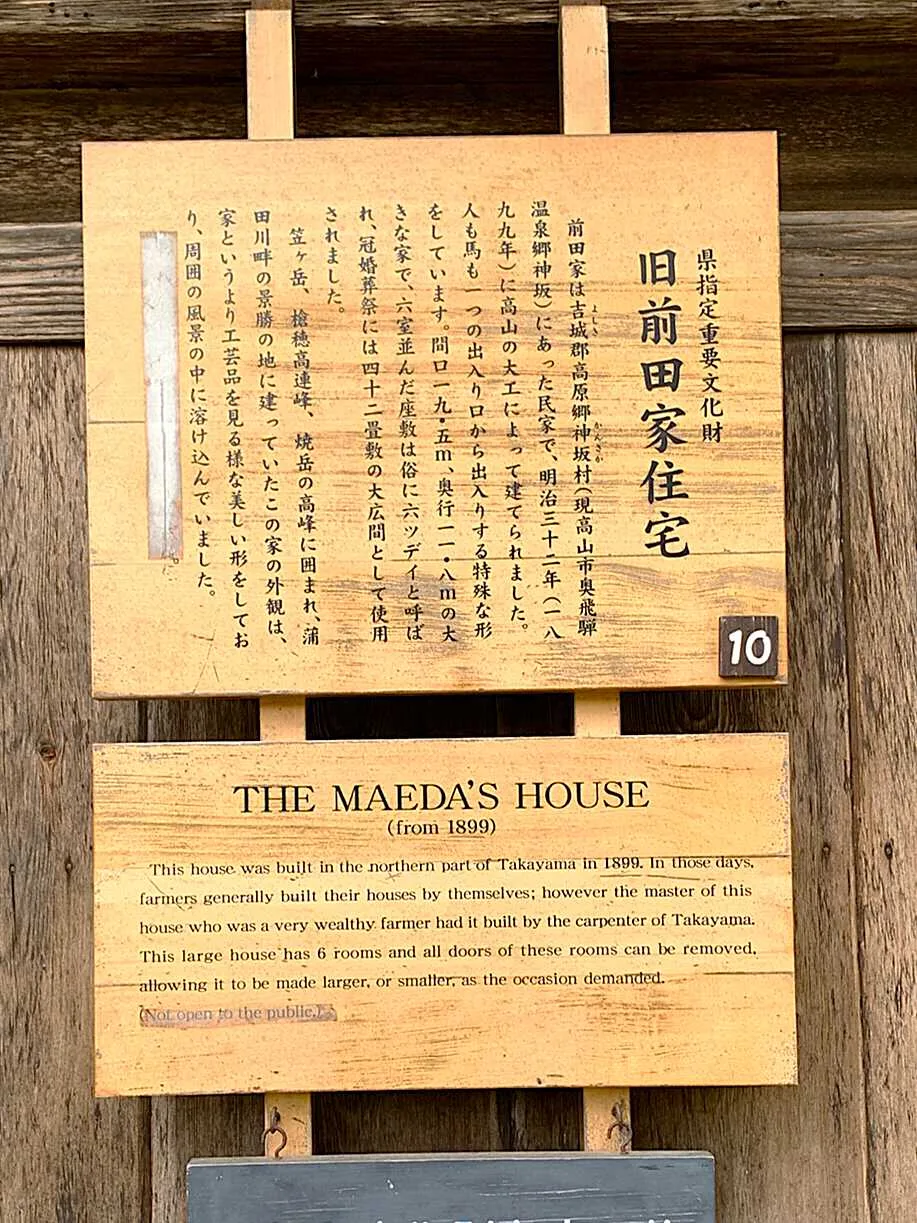 県指定重要文化財
旧前田家住宅
前田家は吉城郡高原郷神坂村(現高山市奥飛騨
よしき
かんさか
温泉郷神坂)にあった民家で、明治三十二年(一八
九九年)に高山の大工によって建てられました。
人も馬も一つの出入り口から出入りする特殊な形
をしています。間口一九・五m、奥行一一・八mの大
きな家で、六室並んだ座敷は俗に六ツデイと呼ば
れ、冠婚葬祭には四十二畳敷の大広間として使用
されました。
笠ヶ岳、槍穂高連峰、焼岳の高峰に囲まれ、蒲
田川畔の景勝の地に建っていたこの家の外観は、
家というより工芸品を見る様な美しい形をしてお
り、周囲の風景の中に溶け込んでいました。
。
10
THE MAEDA'S HOUSE
(from 1899)
This house was built in the northern part of Takayama in 1899. In those days,
farmers generally built their houses by themselves; however the master of this
house who was a very wealthy farmer had it built by the carpenter of Takayama.
This large house has 6 rooms and all doors of these rooms can be removed,
allowing it to be made larger, or smaller, as the occasion demanded.
(Not open to the public.)